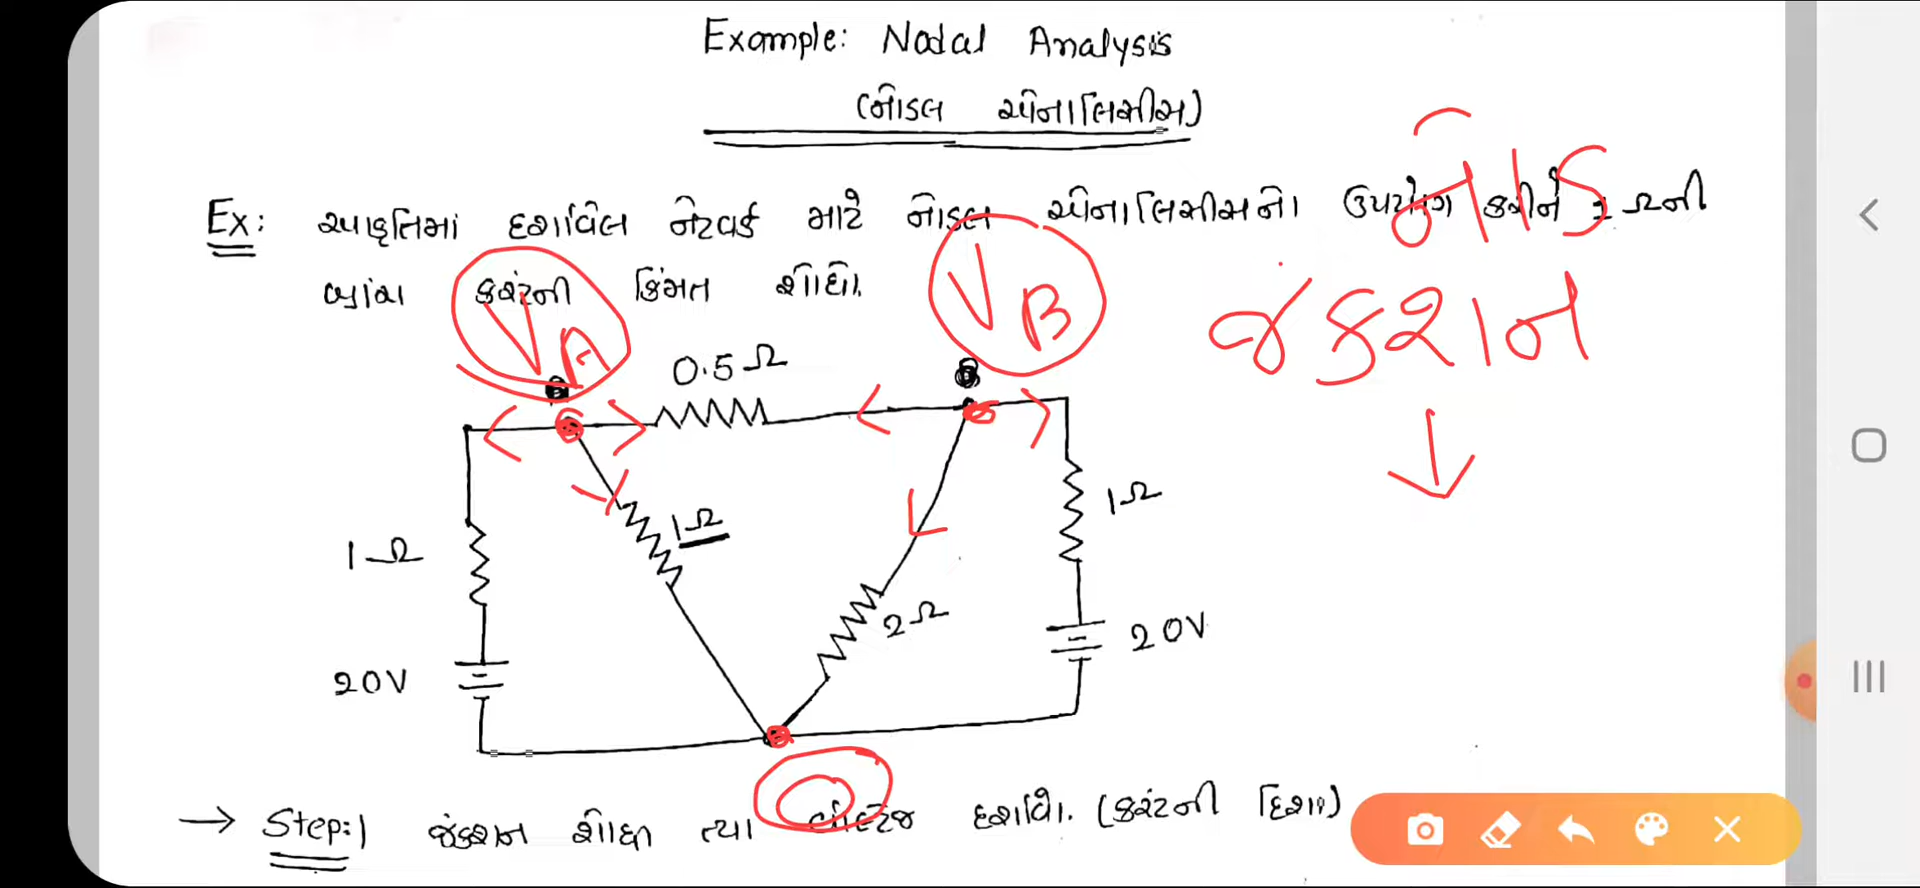 Example: Nodal Analysis
(નોડલ એનાલિસીસ)
Ex: આકૃતિમાં દર્શાવેલ નેટવર્ક માટે નોડલ એનાલિસીસનો ઉપયોગ કરીને Ωની
બ્રાંચ કરંટની કિંમત શોધો.
નોડ
જંકશન
VA
VB
0.5Ω
1Ω
1Ω
1Ω
2Ω
20V
20V
→ Step:1 જંકશન શોધી ત્યા વોલ્ટેજ દર્શાવો. (કરંટની દિશા)